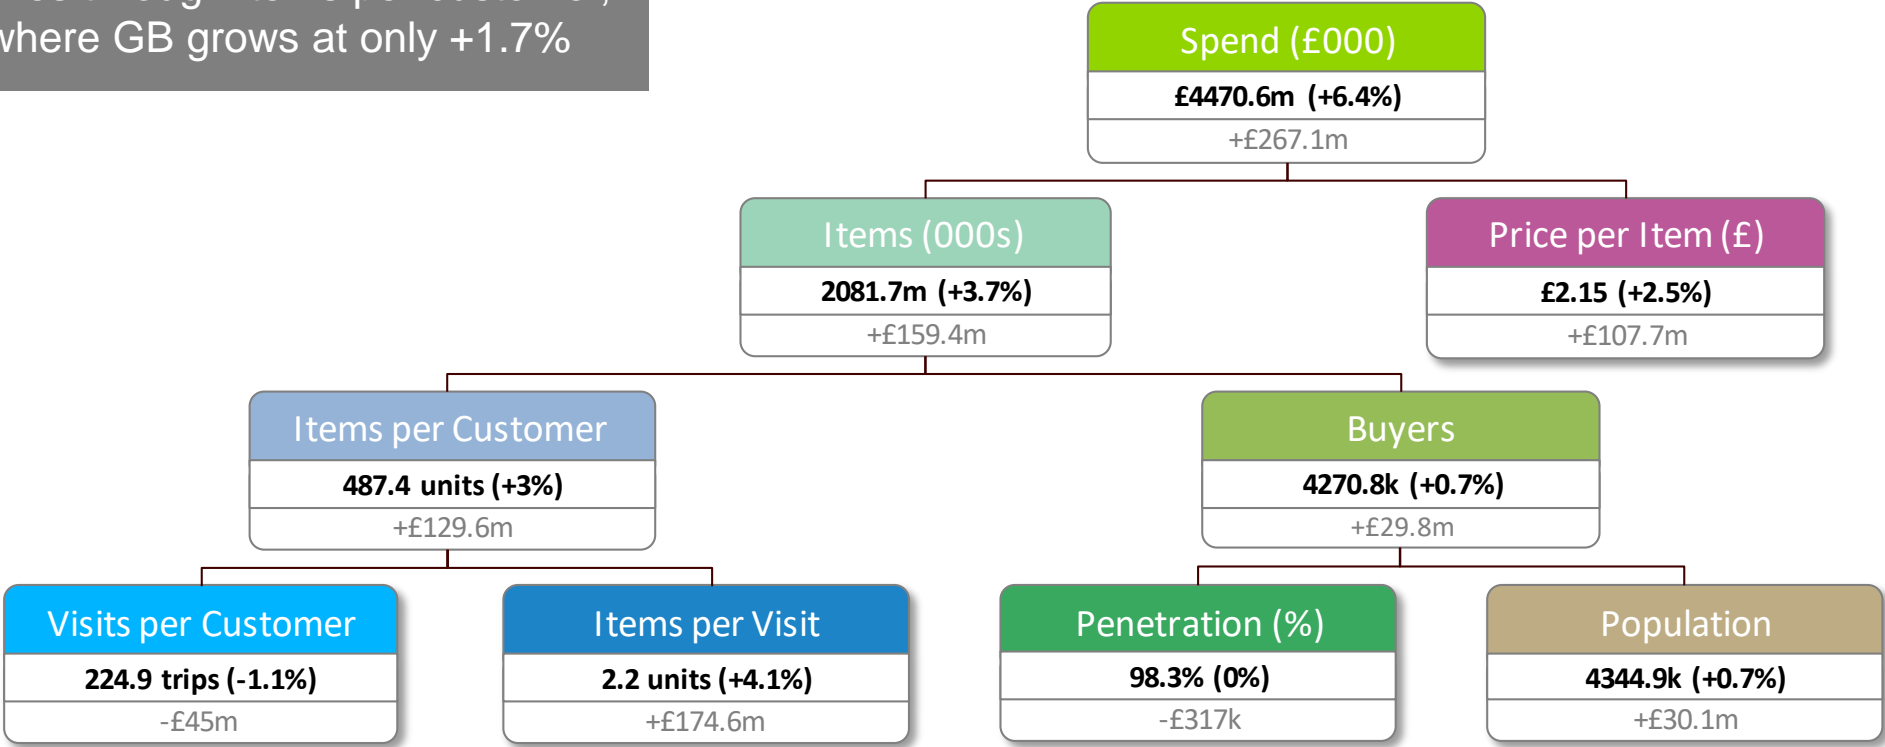 where GB grows at only +1.7%
Spend (£000)
£4470.6m (+6.4%)
+£267.1m
Items (000s)
2081.7m (+3.7%)
+£159.4m
Price per Item (£)
£2.15 (+2.5%)
+£107.7m
Items per Customer
487.4 units (+3%)
+£129.6m
Buyers
4270.8k (+0.7%)
+£29.8m
Visits per Customer
224.9 trips (-1.1%)
-£45m
Items per Visit
2.2 units (+4.1%)
+£174.6m
Penetration (%)
98.3% (0%)
-£317k
Population
4344.9k (+0.7%)
+£30.1m